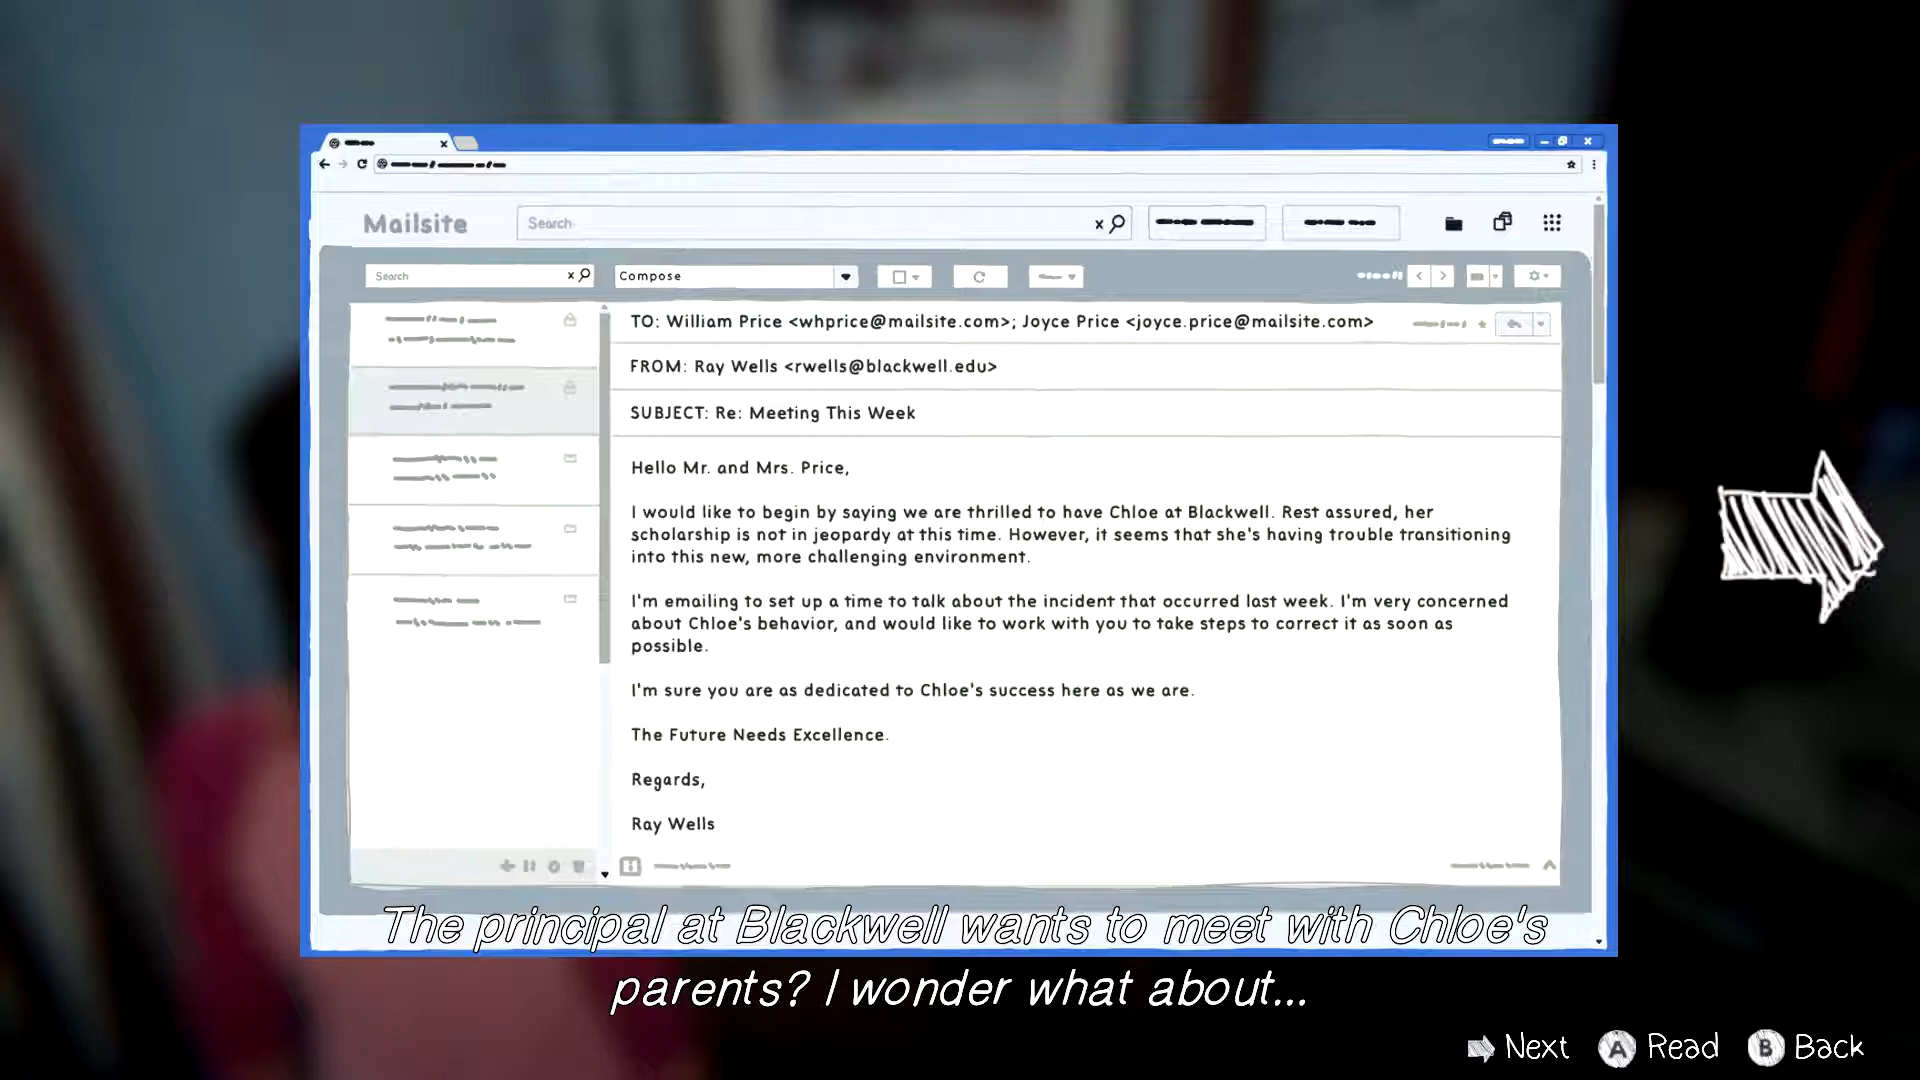 Mailsite
Search
Search
Compose
TO: William Price <whprice@mailsite.com>; Joyce Price <joyce.price@mailsite.com>
FROM: Ray Wells <rwells@blackwell.edu>
SUBJECT: Re: Meeting This Week
Hello Mr. and Mrs. Price,
I would like to begin by saying we are thrilled to have Chloe at Blackwell. Rest assured, her
scholarship is not in jeopardy at this time. However, it seems that she's having trouble transitioning
into this new, more challenging environment.
I'm emailing to set up a time to talk about the incident that occurred last week. I'm very concerned
about Chloe's behavior, and would like to work with you to take steps to correct it as soon as
possible.
I'm sure you are as dedicated to Chloe's success here as we are.
The Future Needs Excellence.
Regards,
Ray Wells
The principal at Blackwell wants to meet with Chloe's
parents? I wonder what about...
Next A Read B Back